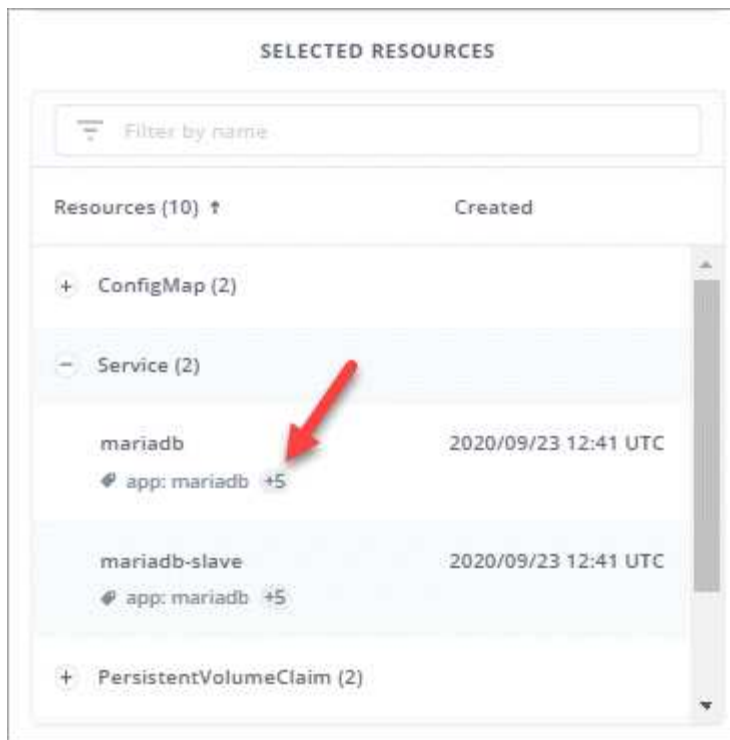 SELECTED RESOURCES
Filter by name
Resources (10) ↑ Created
+ ConfigMap (2)
− Service (2)
mariadb 2020/09/23 12:41 UTC
app: mariadb +5
mariadb-slave 2020/09/23 12:41 UTC
app: mariadb +5
+ PersistentVolumeClaim (2)